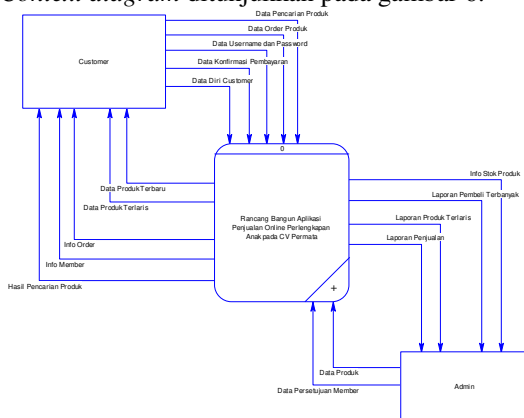 Context diagram ditunjukkan pada gambar 6.
Data Pencarian Produk
Data Order Produk
Data Username dan Password
Data Konfirmasi Pembayaran
Data Diri Customer
Customer
0
Rancang Bangun Aplikasi
Penjualan Online Perlengkapan
Anak pada CV Permata
+
Data Produk Terbaru
Data Produk Terlaris
Info Order
Info Member
Hasil Pencarian Produk
Info Stok Produk
Laporan Pembeli Terbanyak
Laporan Produk Terlaris
Laporan Penjualan
Data Produk
Data Persetujuan Member
Admin